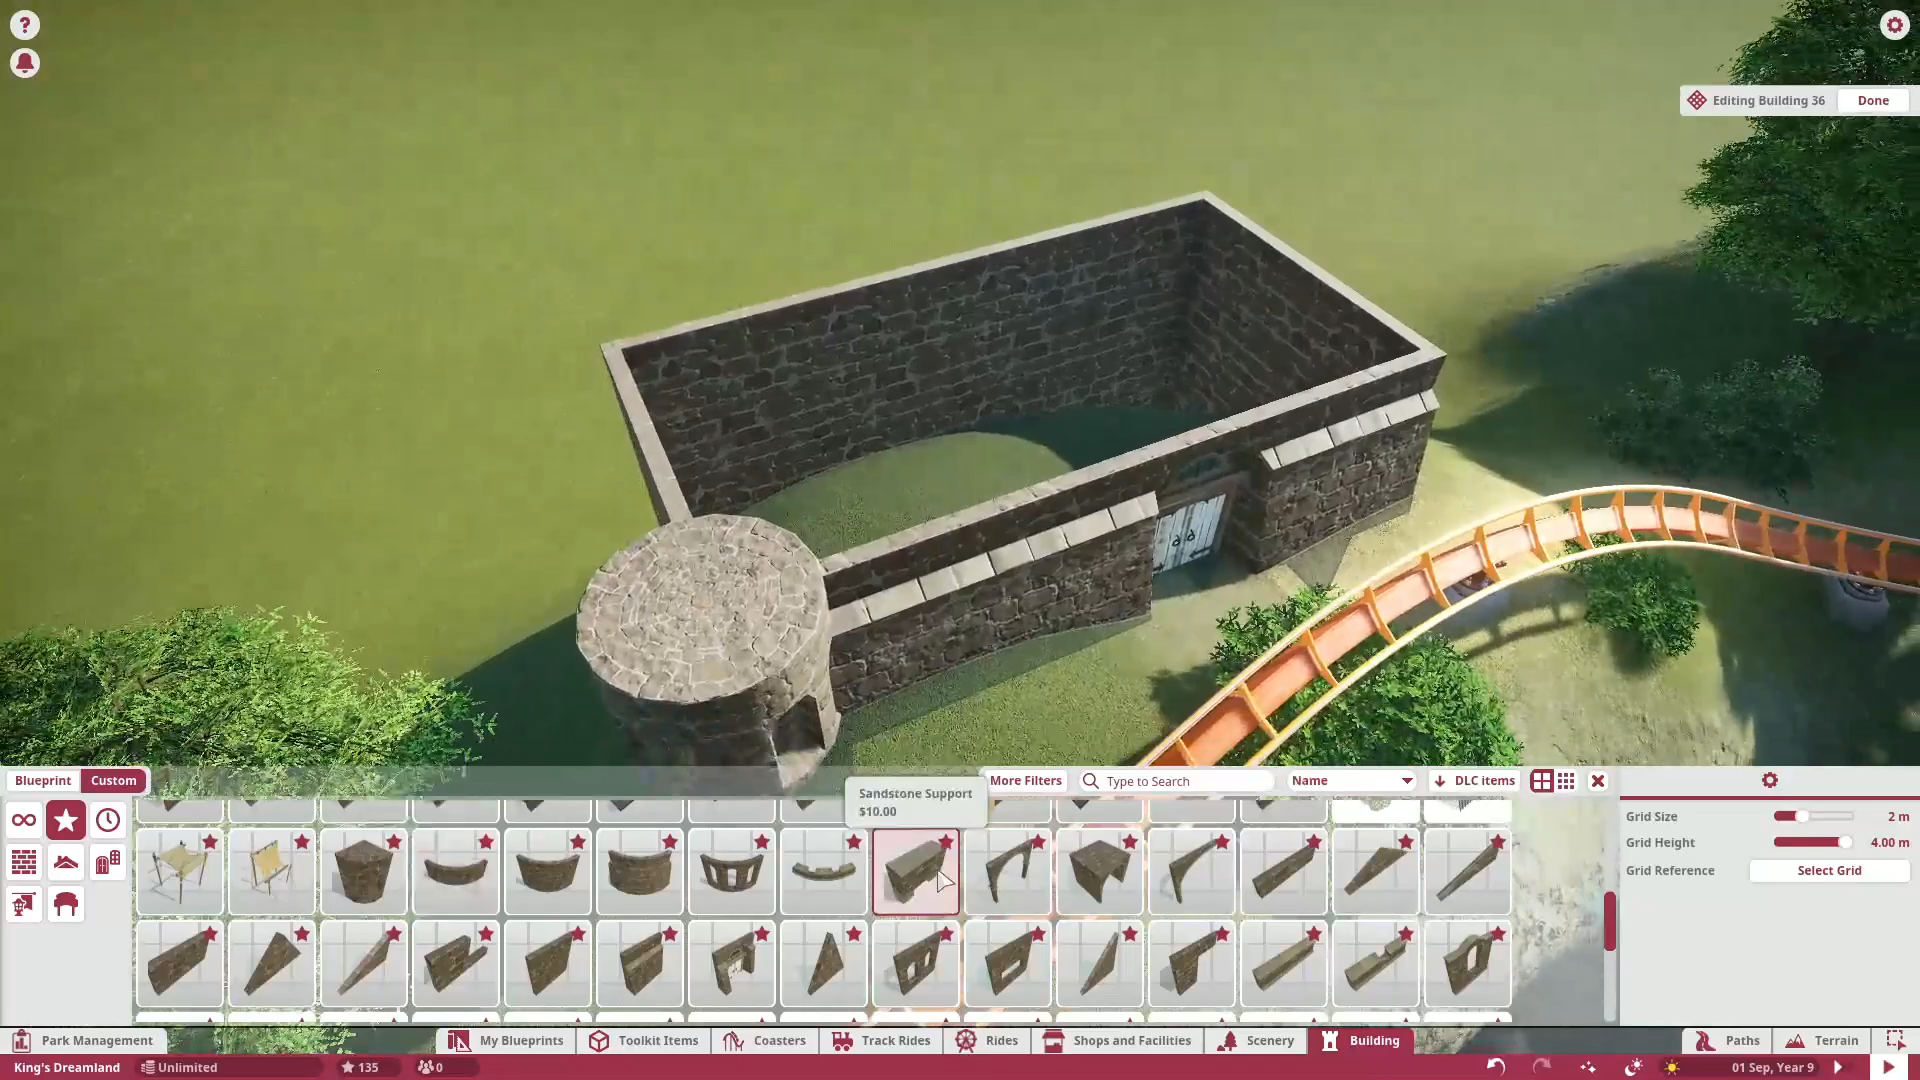 ?
Editing Building 36
Done
Blueprint
Custom
More Filters
Type to Search
Name
DLC items
Sandstone Support
$10.00
Grid Size
2 m
Grid Height
4.00 m
Grid Reference
Select Grid
Park Management
My Blueprints
Toolkit Items
Coasters
Track Rides
Rides
Shops and Facilities
Scenery
Building
Paths
Terrain
King's Dreamland
Unlimited
135
0
01 Sep, Year 9